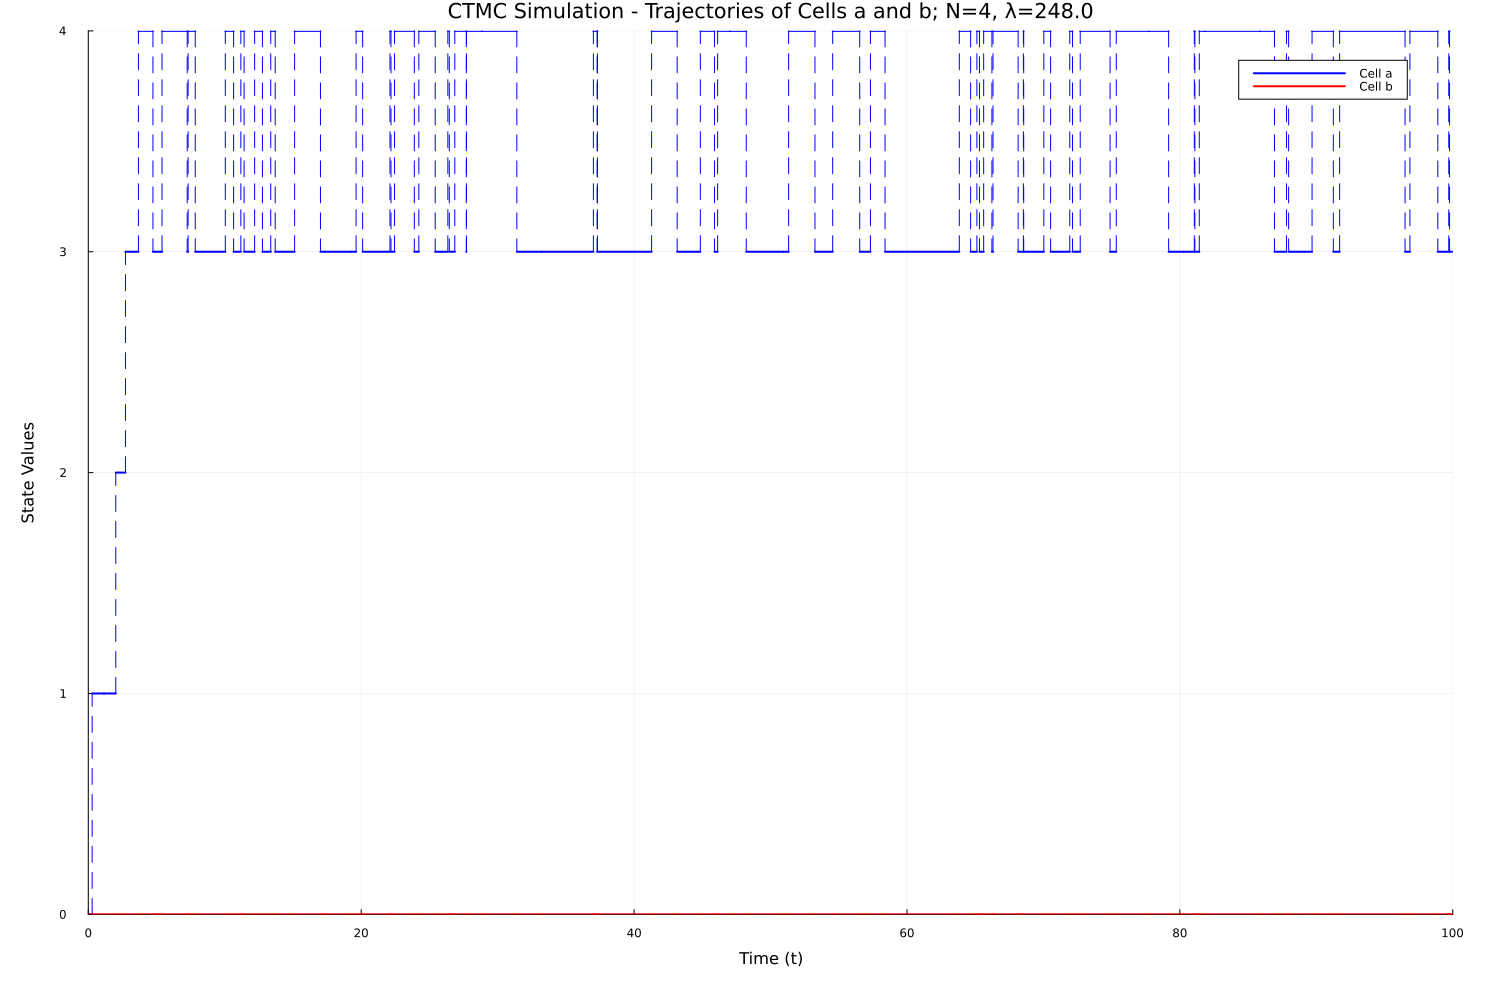 CTMC Simulation - Trajectories of Cells a and b; N=4, λ=248.0
4
Cell a
Cell b
3
State Values
2
1
0
0 20 40 60 80 100
Time (t)